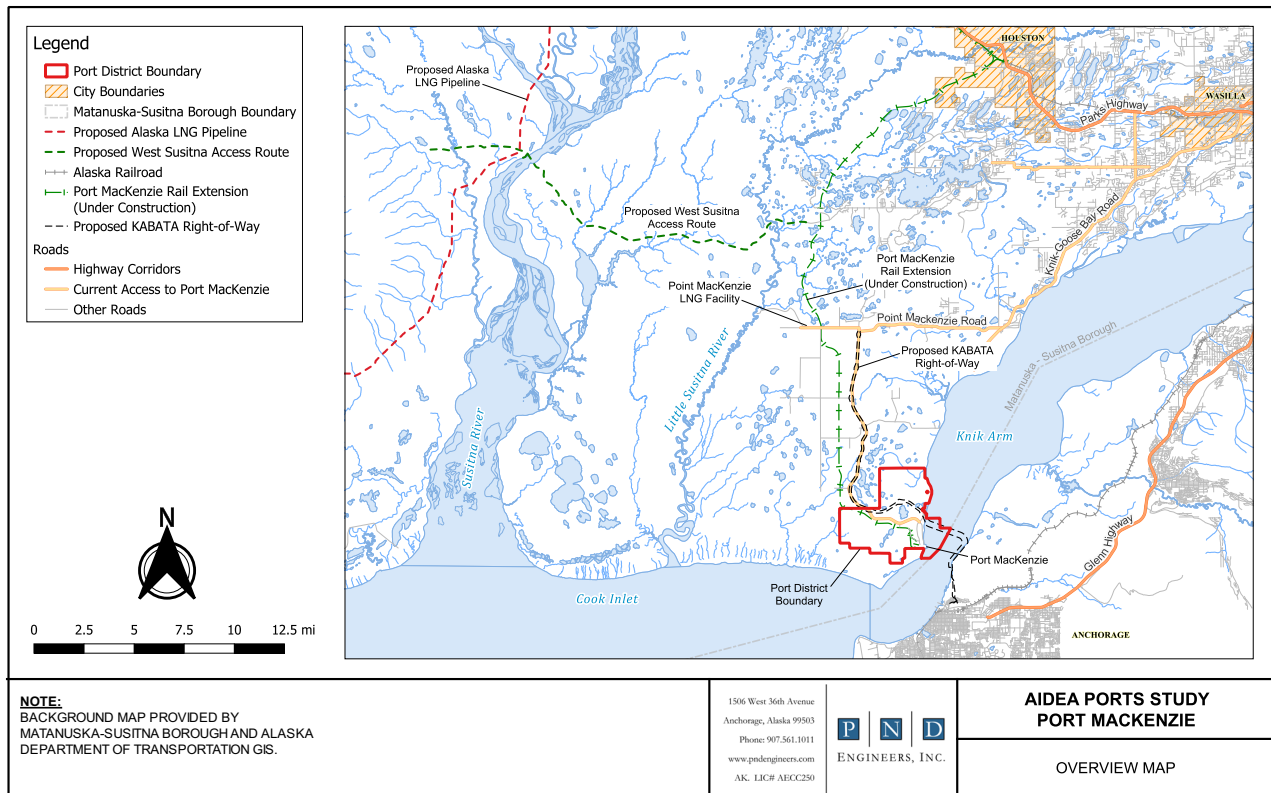 Legend
Port District Boundary
City Boundaries
Matanuska-Susitna Borough Boundary
Proposed Alaska LNG Pipeline
Proposed West Susitna Access Route
Alaska Railroad
Port MacKenzie Rail Extension
(Under Construction)
Proposed KABATA Right-of-Way
Roads
Highway Corridors
Current Access to Port MacKenzie
Other Roads
N
0 2.5 5 7.5 10 12.5 mi
HOUSTON
Proposed Alaska
LNG Pipeline
WASILLA
Parks Highway
Proposed West Susitna
Access Route
Knik-Goose Bay Road
Port MacKenzie
Rail Extension
(Under Construction)
Point MacKenzie
LNG Facility
Point Mackenzie Road
Proposed KABATA
Right-of-Way
Matanuska - Susitna Borough
Little Susitna River
Susitna River
Knik Arm
Glenn Highway
Port MacKenzie
Port District
Boundary
Cook Inlet
ANCHORAGE
NOTE:
BACKGROUND MAP PROVIDED BY
MATANUSKA-SUSITNA BOROUGH AND ALASKA
DEPARTMENT OF TRANSPORTATION GIS.
1506 West 36th Avenue
Anchorage, Alaska 99503
Phone: 907.561.1011
www.pndengineers.com
AK. LIC# AECC250
P N D
ENGINEERS, INC.
AIDEA PORTS STUDY
PORT MACKENZIE
OVERVIEW MAP